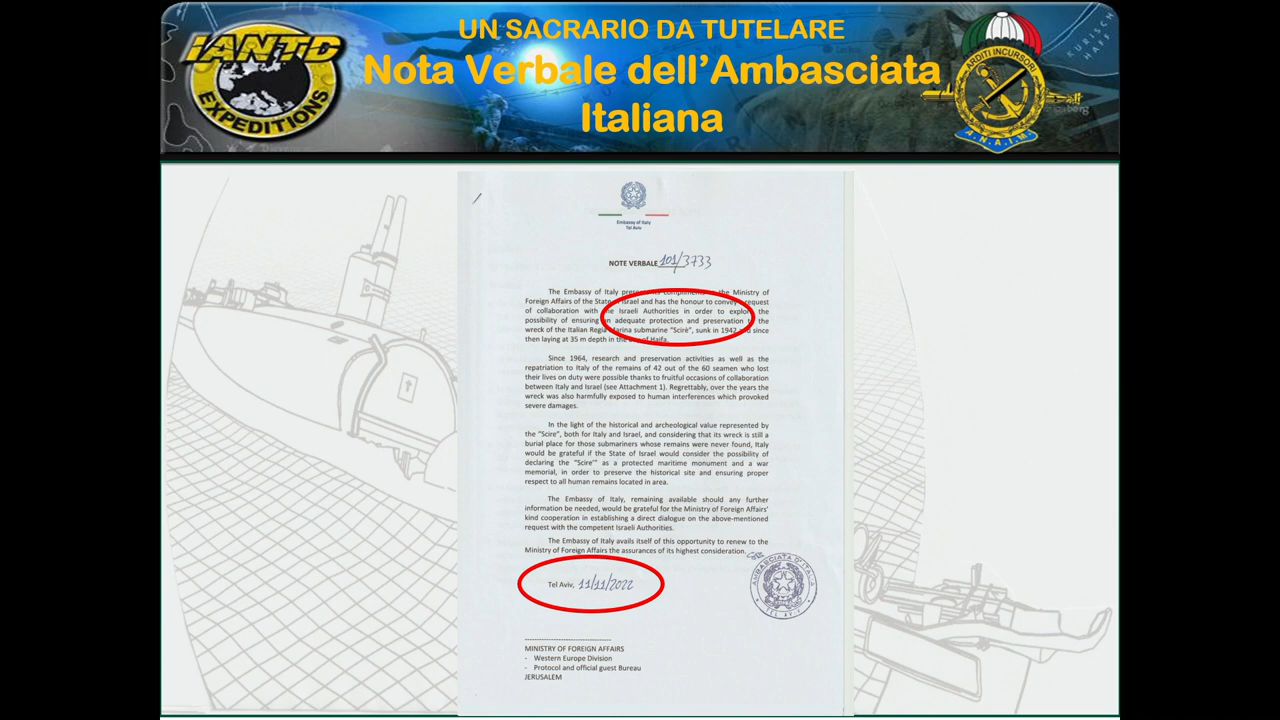 UN SACRARIO DA TUTELARE
Nota Verbale dell'Ambasciata
Italiana
IANTD
EXPEDITIONS
ARDITI INCURSORI
A.N.A.I.M.
Embassy of Italy
Tel Aviv
NOTE VERBALE 101/3733
The Embassy of Italy presents its compliments to the Ministry of
Foreign Affairs of the State of Israel and has the honour to convey a request
of collaboration with the Israeli Authorities in order to explore the
possibility of ensuring an adequate protection and preservation to the
wreck of the Italian Regia Marina submarine "Scirè", sunk in 1942 and since
then laying at 35 m depth in the bay of Haifa.
Since 1964, research and preservation activities as well as the
repatriation to Italy of the remains of 42 out of the 60 seamen who lost
their lives on duty were possible thanks to fruitful occasions of collaboration
between Italy and Israel (see Attachment 1). Regrettably, over the years the
wreck was also harmfully exposed to human interferences which provoked
severe damages.
In the light of the historical and archeological value represented by
the "Scire", both for Italy and Israel, and considering that its wreck is still a
burial place for those submariners whose remains were never found, Italy
would be grateful if the State of Israel would consider the possibility of
declaring the "Scire'" as a protected maritime monument and a war
memorial, in order to preserve the historical site and ensuring proper
respect to all human remains located in area.
The Embassy of Italy, remaining available should any further
information be needed, would be grateful for the Ministry of Foreign Affairs'
kind cooperation in establishing a direct dialogue on the above-mentioned
request with the competent Israeli Authorities.
The Embassy of Italy avails itself of this opportunity to renew to the
Ministry of Foreign Affairs the assurances of its highest consideration.
Tel Aviv, 11/11/2022
AMBASCIATA D'ITALIA
TEL AVIV
MINISTRY OF FOREIGN AFFAIRS
- Western Europe Division
- Protocol and official guest Bureau
JERUSALEM